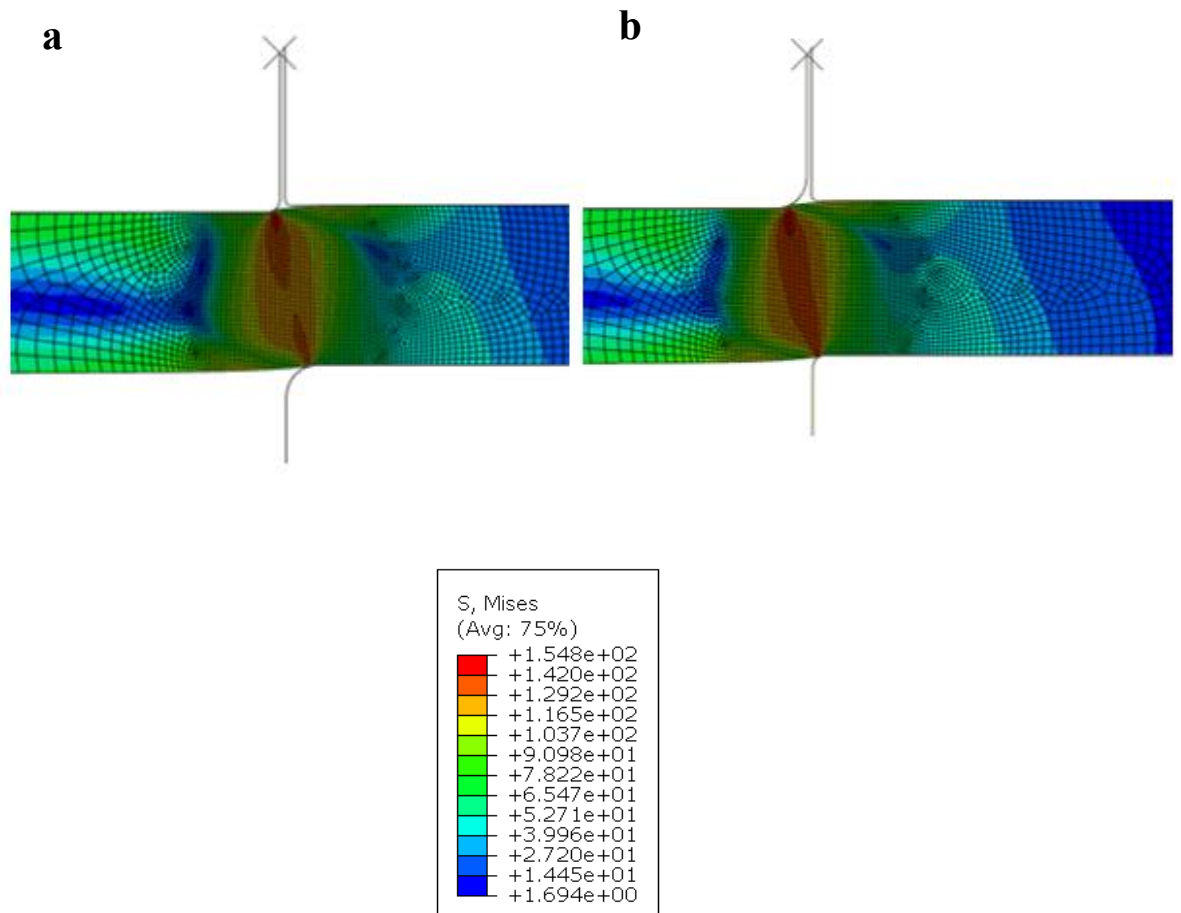 a
b
S, Mises
(Avg: 75%)
+1.548e+02
+1.420e+02
+1.292e+02
+1.165e+02
+1.037e+02
+9.098e+01
+7.822e+01
+6.547e+01
+5.271e+01
+3.996e+01
+2.720e+01
+1.445e+01
+1.694e+00